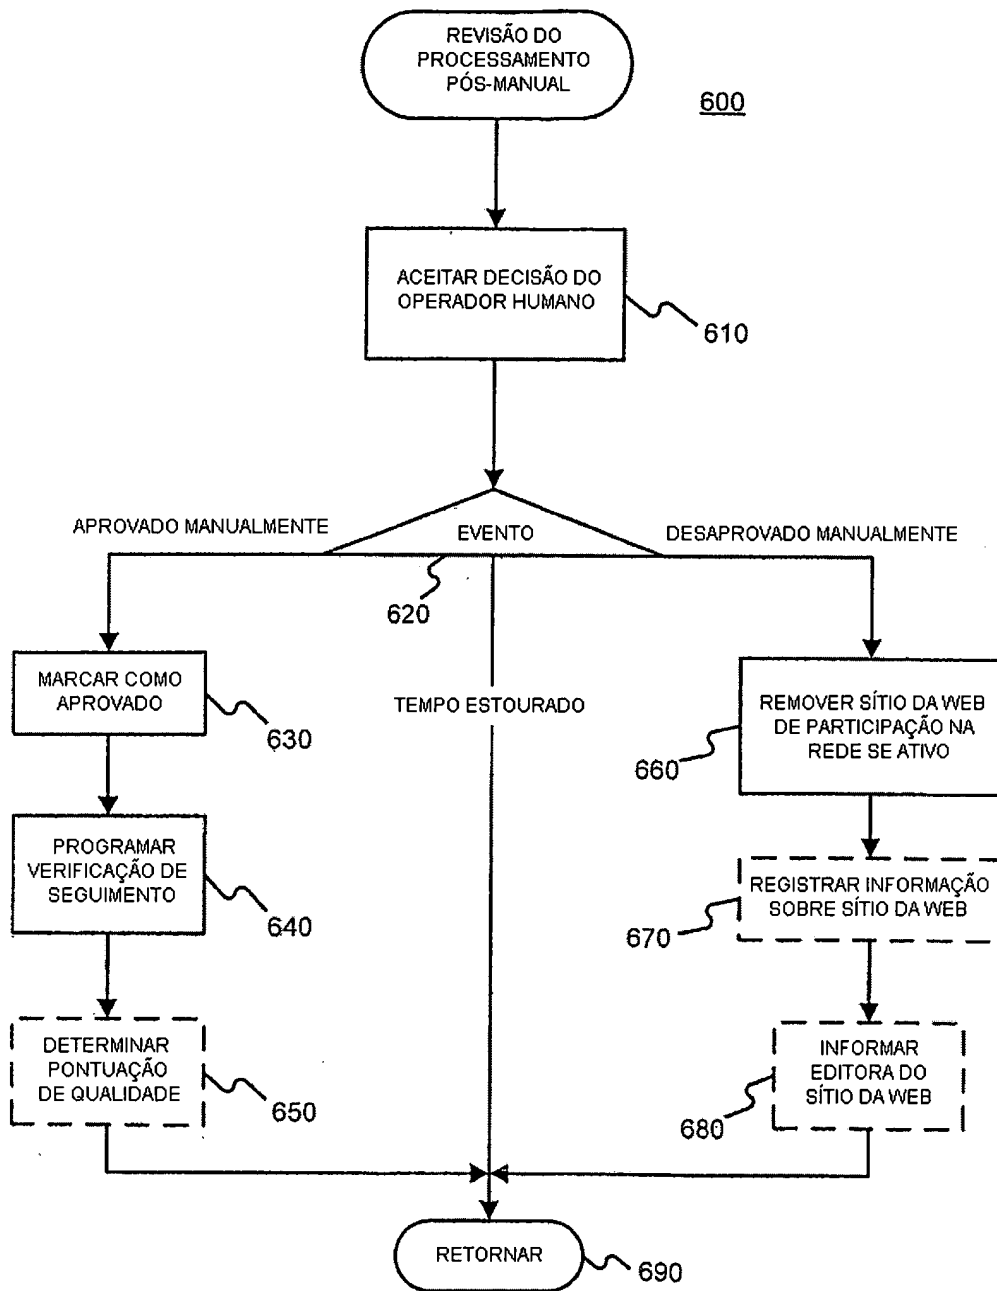 REVISÃO DO
PROCESSAMENTO
PÓS-MANUAL
600
ACEITAR DECISÃO DO
OPERADOR HUMANO
610
APROVADO MANUALMENTE
EVENTO
DESAPROVADO MANUALMENTE
620
MARCAR COMO
APROVADO
630
TEMPO ESTOURADO
REMOVER SÍTIO DA WEB
DE PARTICIPAÇÃO NA
REDE SE ATIVO
660
PROGRAMAR
VERIFICAÇÃO DE
SEGUIMENTO
640
REGISTRAR INFORMAÇÃO
SOBRE SÍTIO DA WEB
670
DETERMINAR
PONTUAÇÃO
DE QUALIDADE
650
INFORMAR
EDITORA DO
SÍTIO DA WEB
680
RETORNAR
690